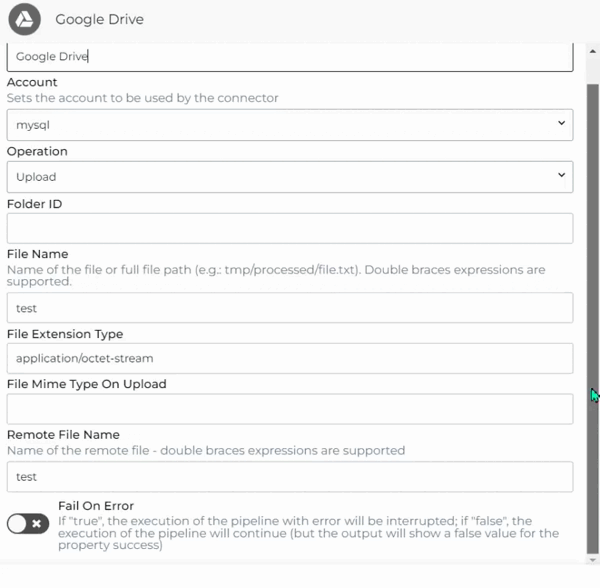 Google Drive
Google Drive
Account
Sets the account to be used by the connector
mysql
Operation
Upload
Folder ID
File Name
Name of the file or full file path (e.g.: tmp/processed/file.txt). Double braces expressions are
supported.
test
File Extension Type
application/octet-stream
File Mime Type On Upload
Remote File Name
Name of the remote file - double braces expressions are supported
test
Fail On Error
If "true", the execution of the pipeline with error will be interrupted; if "false", the
execution of the pipeline will continue (but the output will show a false value for the
property success)